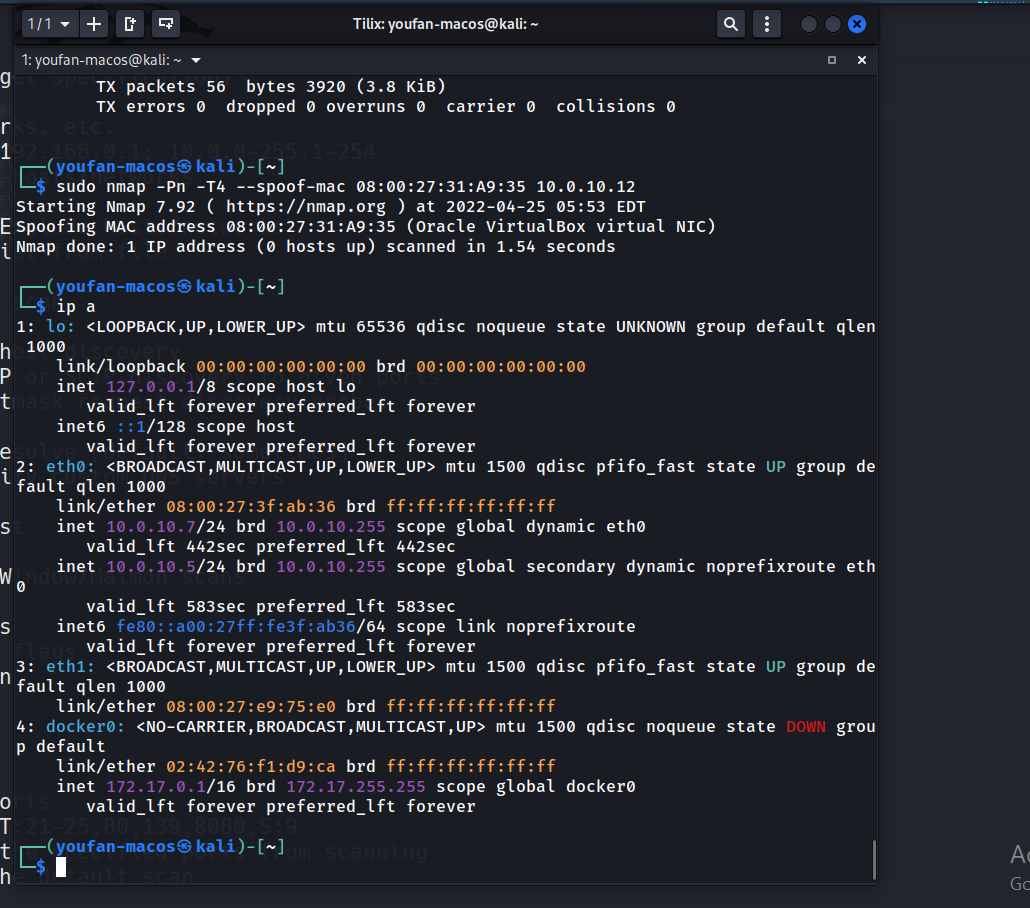 1/1
Tilix: youfan-macos@kali: ~
1: youfan-macos@kali: ~
TX packets 56  bytes 3920 (3.8 KiB)
TX errors 0  dropped 0 overruns 0  carrier 0  collisions 0
┌──(youfan-macos㉿kali)-[~]
└─$ sudo nmap -Pn -T4 --spoof-mac 08:00:27:31:A9:35 10.0.10.12
Starting Nmap 7.92 ( https://nmap.org ) at 2022-04-25 05:53 EDT
Spoofing MAC address 08:00:27:31:A9:35 (Oracle VirtualBox virtual NIC)
Nmap done: 1 IP address (0 hosts up) scanned in 1.54 seconds
┌──(youfan-macos㉿kali)-[~]
└─$ ip a
1: lo: <LOOPBACK,UP,LOWER_UP> mtu 65536 qdisc noqueue state UNKNOWN group default qlen
1000
link/loopback 00:00:00:00:00:00 brd 00:00:00:00:00:00
inet 127.0.0.1/8 scope host lo
valid_lft forever preferred_lft forever
inet6 ::1/128 scope host
valid_lft forever preferred_lft forever
2: eth0: <BROADCAST,MULTICAST,UP,LOWER_UP> mtu 1500 qdisc pfifo_fast state UP group de
fault qlen 1000
link/ether 08:00:27:3f:ab:36 brd ff:ff:ff:ff:ff:ff
inet 10.0.10.7/24 brd 10.0.10.255 scope global dynamic eth0
valid_lft 442sec preferred_lft 442sec
inet 10.0.10.5/24 brd 10.0.10.255 scope global secondary dynamic noprefixroute eth
0
valid_lft 583sec preferred_lft 583sec
inet6 fe80::a00:27ff:fe3f:ab36/64 scope link noprefixroute
valid_lft forever preferred_lft forever
3: eth1: <BROADCAST,MULTICAST,UP,LOWER_UP> mtu 1500 qdisc pfifo_fast state UP group de
fault qlen 1000
link/ether 08:00:27:e9:75:e0 brd ff:ff:ff:ff:ff:ff
4: docker0: <NO-CARRIER,BROADCAST,MULTICAST,UP> mtu 1500 qdisc noqueue state DOWN grou
p default
link/ether 02:42:76:f1:d9:ca brd ff:ff:ff:ff:ff:ff
inet 172.17.0.1/16 brd 172.17.255.255 scope global docker0
valid_lft forever preferred_lft forever
┌──(youfan-macos㉿kali)-[~]
└─$